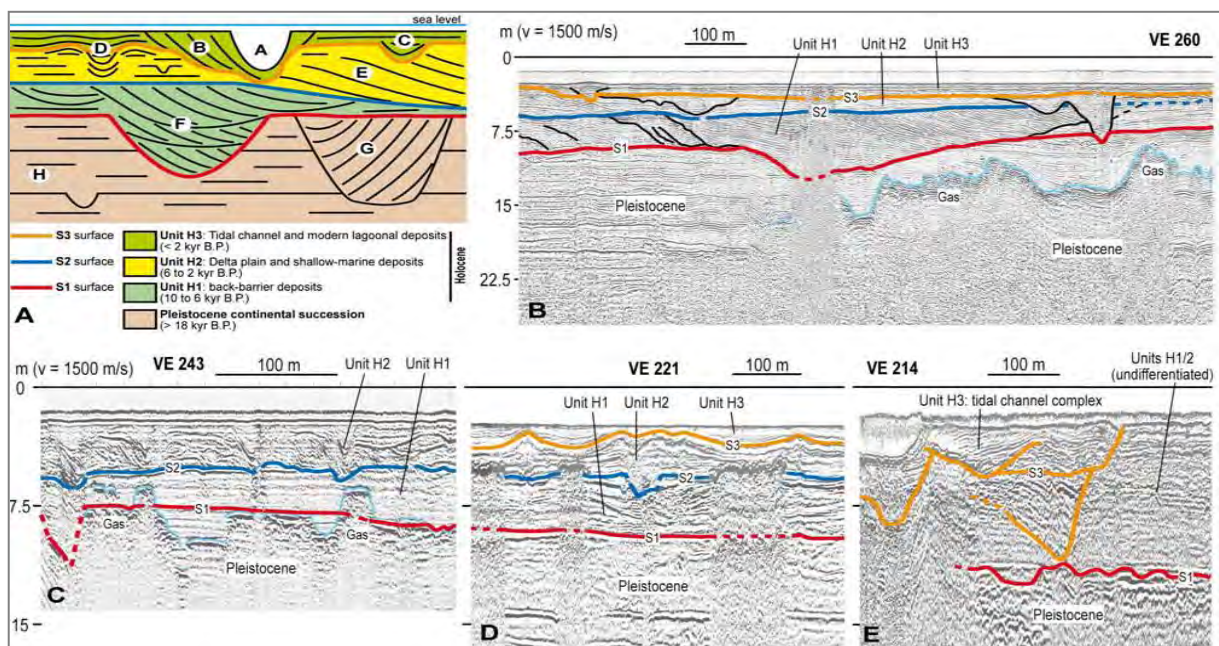 sea level
D
B
A
C
E
F
G
H
S3 surface
S2 surface
S1 surface
Unit H3: Tidal channel and modern lagoonal deposits
(< 2 kyr B.P.)
Unit H2: Delta plain and shallow-marine deposits
(6 to 2 kyr B.P.)
Unit H1: back-barrier deposits
(10 to 6 kyr B.P.)
Pleistocene continental succession
(> 18 kyr B.P.)
Holocene
A
m (v = 1500 m/s)
100 m
Unit H1
Unit H2
Unit H3
VE 260
0
7.5
15
22.5
S3
S2
S1
Gas
Gas
Pleistocene
Pleistocene
B
m (v = 1500 m/s)
VE 243
100 m
Unit H2
Unit H1
0
7.5
15
S2
S1
Gas
Gas
Pleistocene
C
VE 221
100 m
Unit H1
Unit H2
Unit H3
S3
S2
S1
Pleistocene
D
VE 214
100 m
Units H1/2
(undifferentiated)
Unit H3: tidal channel complex
S3
S1
Pleistocene
E